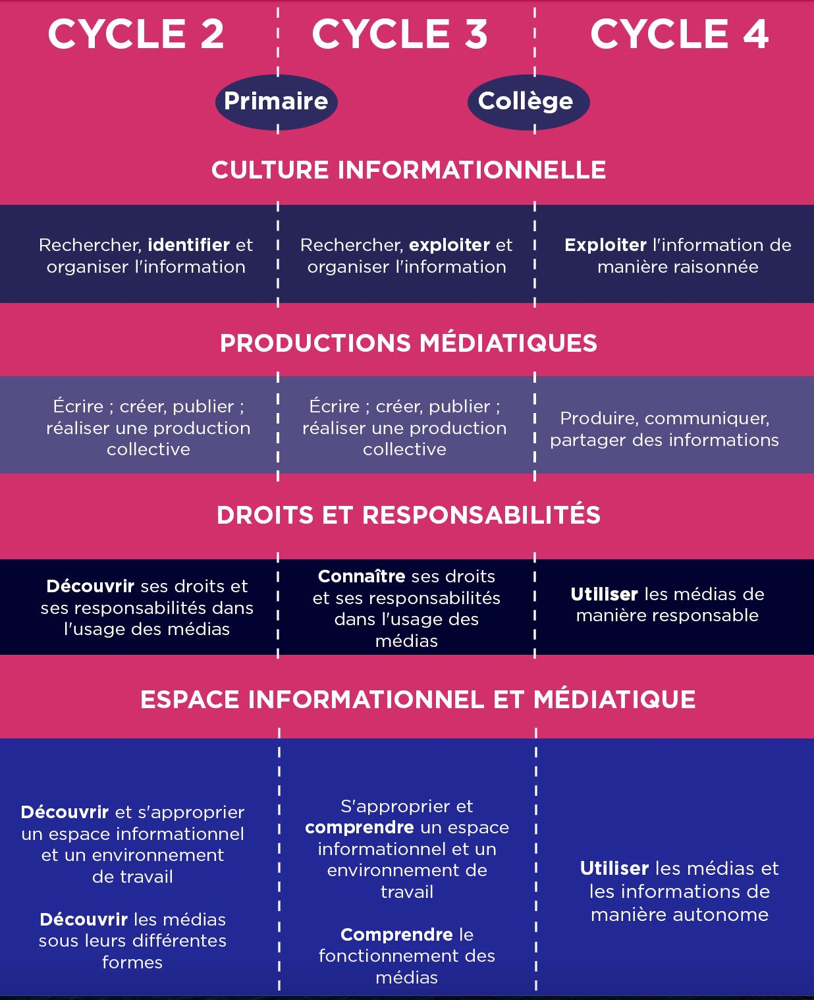 CYCLE 2
CYCLE 3
CYCLE 4
Primaire
Collège
CULTURE INFORMATIONNELLE
Rechercher, identifier et
organiser l'information
Rechercher, exploiter et
organiser l'information
Exploiter l'information de
manière raisonnée
PRODUCTIONS MÉDIATIQUES
Écrire ; créer, publier ;
réaliser une production
collective
Écrire ; créer, publier ;
réaliser une production
collective
Produire, communiquer,
partager des informations
DROITS ET RESPONSABILITÉS
Découvrir ses droits et
ses responsabilités dans
l'usage des médias
Connaître ses droits
et ses responsabilités
dans l'usage des
médias
Utiliser les médias de
manière responsable
ESPACE INFORMATIONNEL ET MÉDIATIQUE
Découvrir et s'approprier
un espace informationnel
et un environnement
de travail
Découvrir les médias
sous leurs différentes
formes
S'approprier et
comprendre un espace
informationnel et un
environnement de
travail
Comprendre le
fonctionnement des
médias
Utiliser les médias et
les informations de
manière autonome